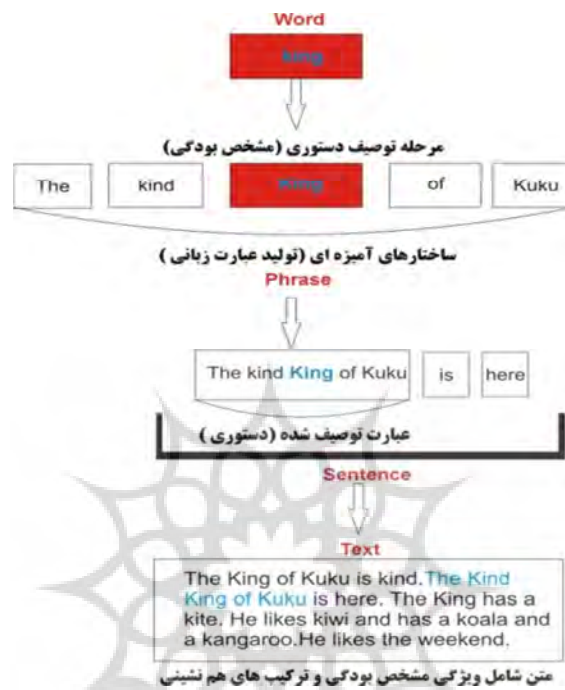 Word
king
مرحله توصیف دستوری (مشخص بودگی)
The kind King of Kuku
ساختارهای آمیزه ای (تولید عبارت زبانی )
Phrase
The kind King of Kuku is here
عبارت توصیف شده (دستوری )
Sentence
Text
The King of Kuku is kind.The Kind
King of Kuku is here. The King has a
kite. He likes kiwi and has a koala and
a kangaroo.He likes the weekend.
متن شامل ویژگی مشخص بودگی و ترکیب های هم نشینی